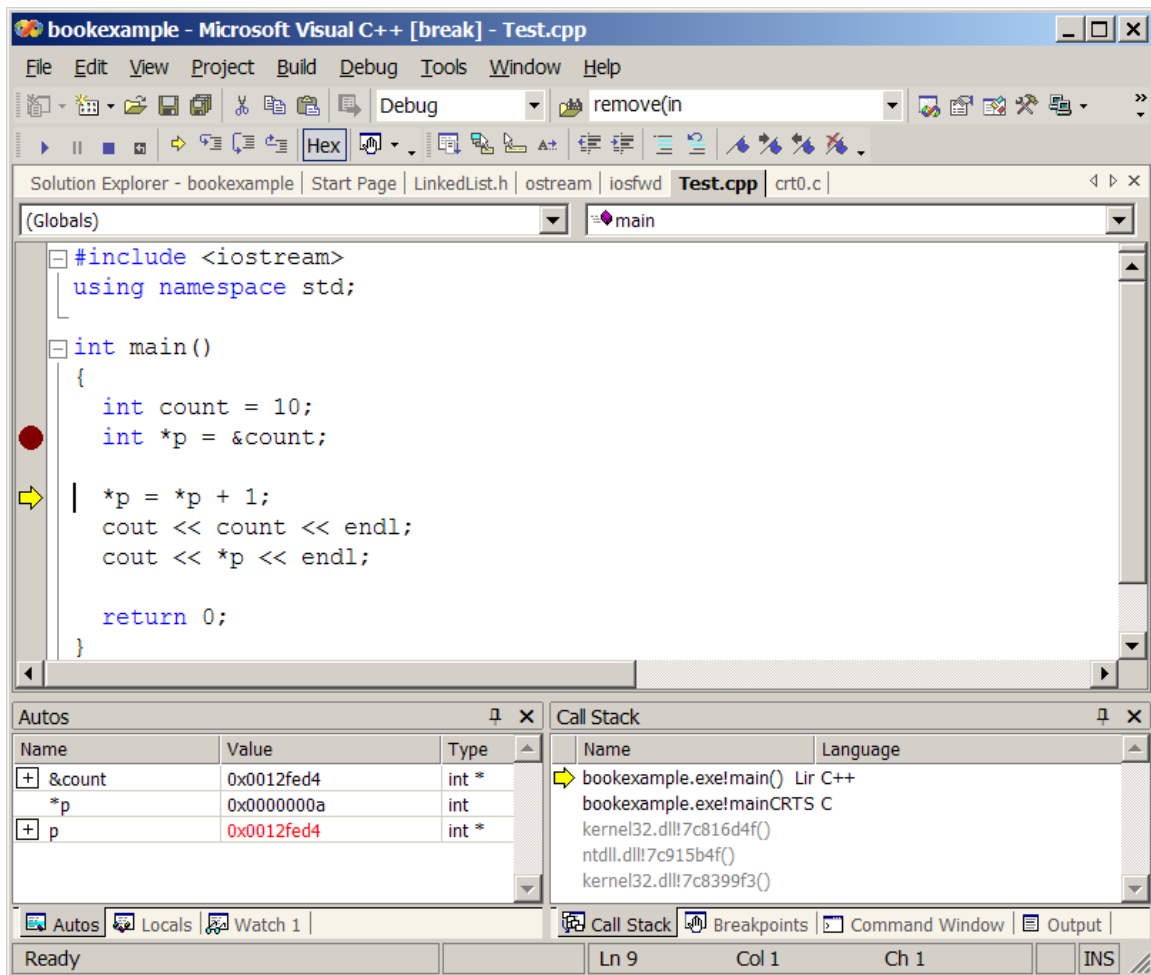 bookexample - Microsoft Visual C++ [break] - Test.cpp
File Edit View Project Build Debug Tools Window Help
Debug remove(in
Hex
Solution Explorer - bookexample | Start Page | LinkedList.h | ostream | iosfwd Test.cpp | crt0.c |
(Globals) main
#include <iostream>
using namespace std;
int main()
{
int count = 10;
int *p = &count;
*p = *p + 1;
cout << count << endl;
cout << *p << endl;
return 0;
}
Autos
Name Value Type
&count 0x0012fed4 int *
*p 0x0000000a int
p 0x0012fed4 int *
Autos Locals Watch 1
Call Stack
Name Language
bookexample.exe!main() Lir C++
bookexample.exe!mainCRTS C
kernel32.dll!7c816d4f()
ntdll.dll!7c915b4f()
kernel32.dll!7c8399f3()
Call Stack Breakpoints Command Window Output
Ready Ln 9 Col 1 Ch 1 INS